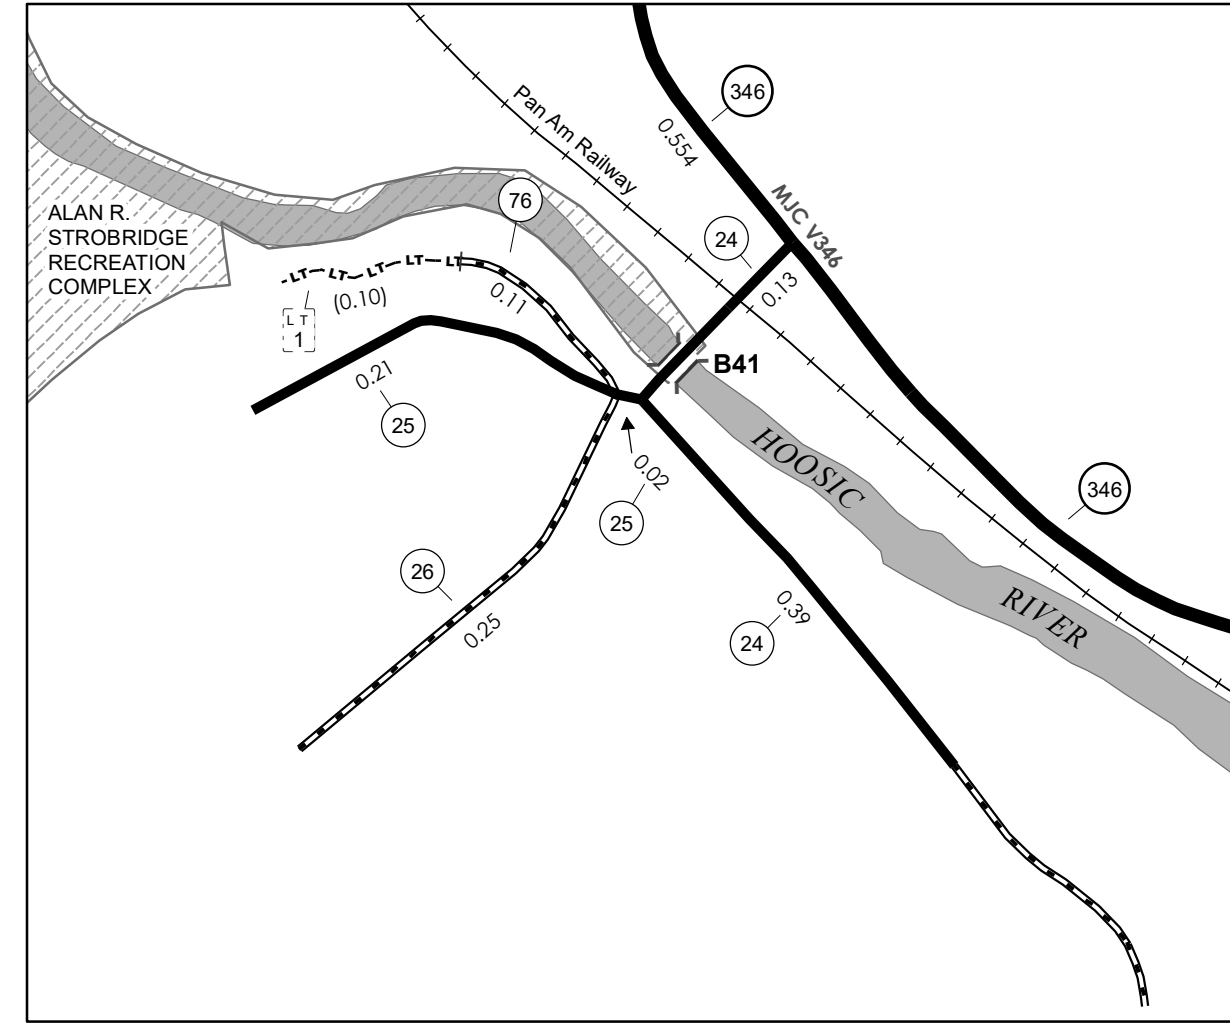 346
Pan Am Railway
0.554
MJC V346
ALAN R.
STROBRIDGE
RECREATION
COMPLEX
76
24
0.13
LT LT LT LT LT
(0.10)
0.11
L T
1
B41
0.21
25
HOOSIC
0.02
25
346
26
0.25
0.39
24
RIVER